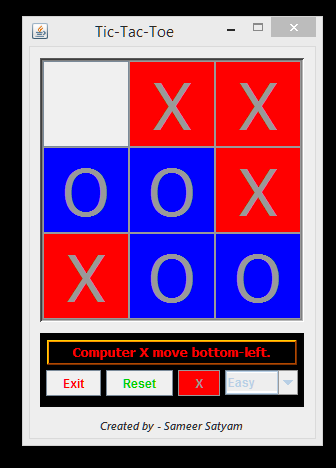 Tic-Tac-Toe
X X
O O X
X O O
Computer X move bottom-left.
Exit Reset X Easy
Created by - Sameer Satyam